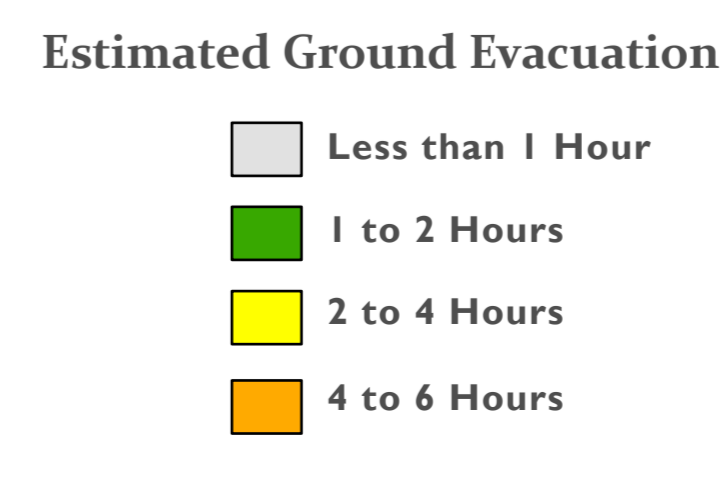 Estimated Ground Evacuation
Less than 1 Hour
1 to 2 Hours
2 to 4 Hours
4 to 6 Hours